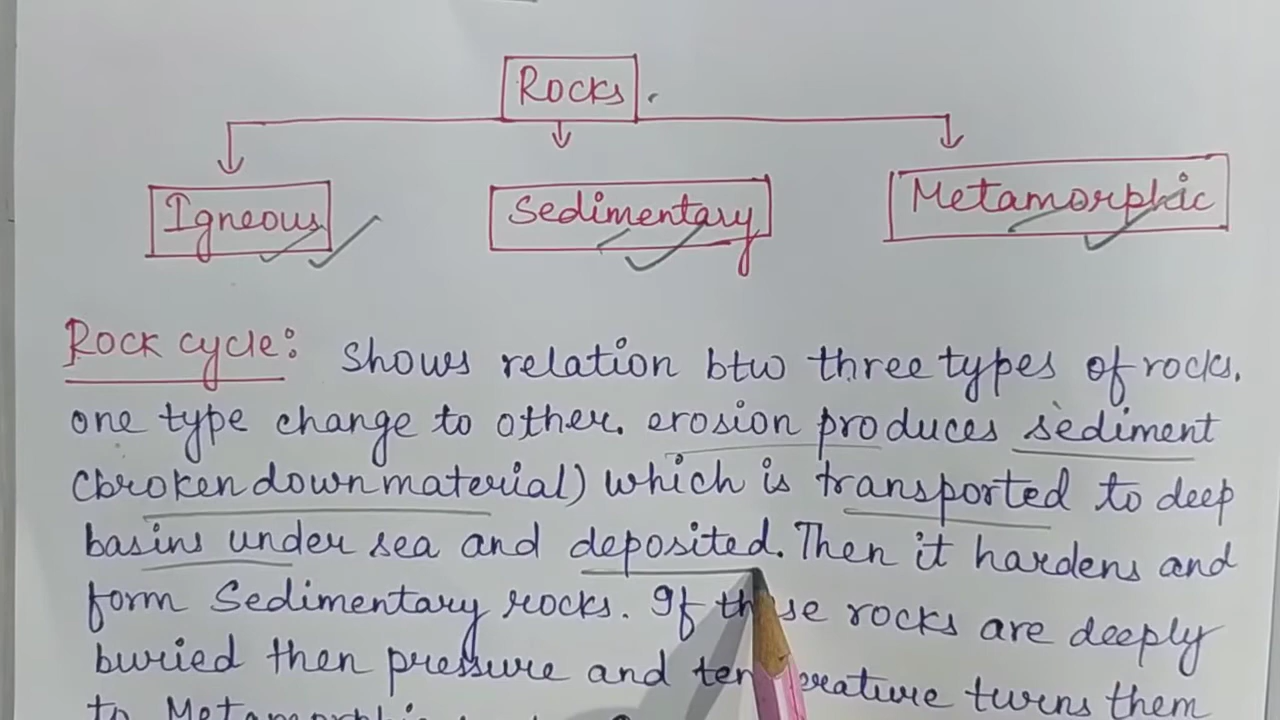 Rocks
Igneous
Sedimentary
Metamorphic
Rock cycle: Shows relation btw three types of rocks.
one type change to other. erosion produces sediment
(broken down material) which is transported to deep
basins under sea and deposited. Then it hardens and
form Sedimentary rocks. If rocks are deeply
buried then pressure and turns them
to Metamorphic